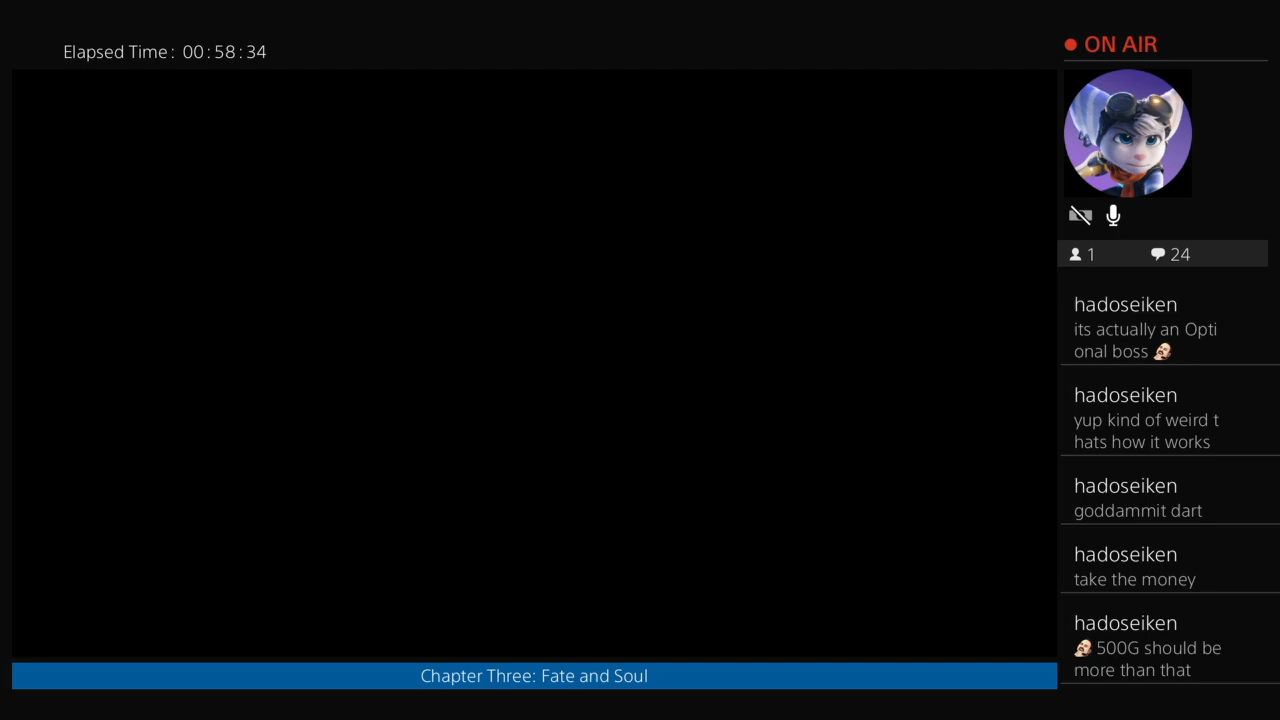 Elapsed Time: 00:58:34
ON AIR
1
24
hadoseiken
its actually an Opti
onal boss
hadoseiken
yup kind of weird t
hats how it works
hadoseiken
goddammit dart
hadoseiken
take the money
hadoseiken
500G should be
more than that
Chapter Three: Fate and Soul